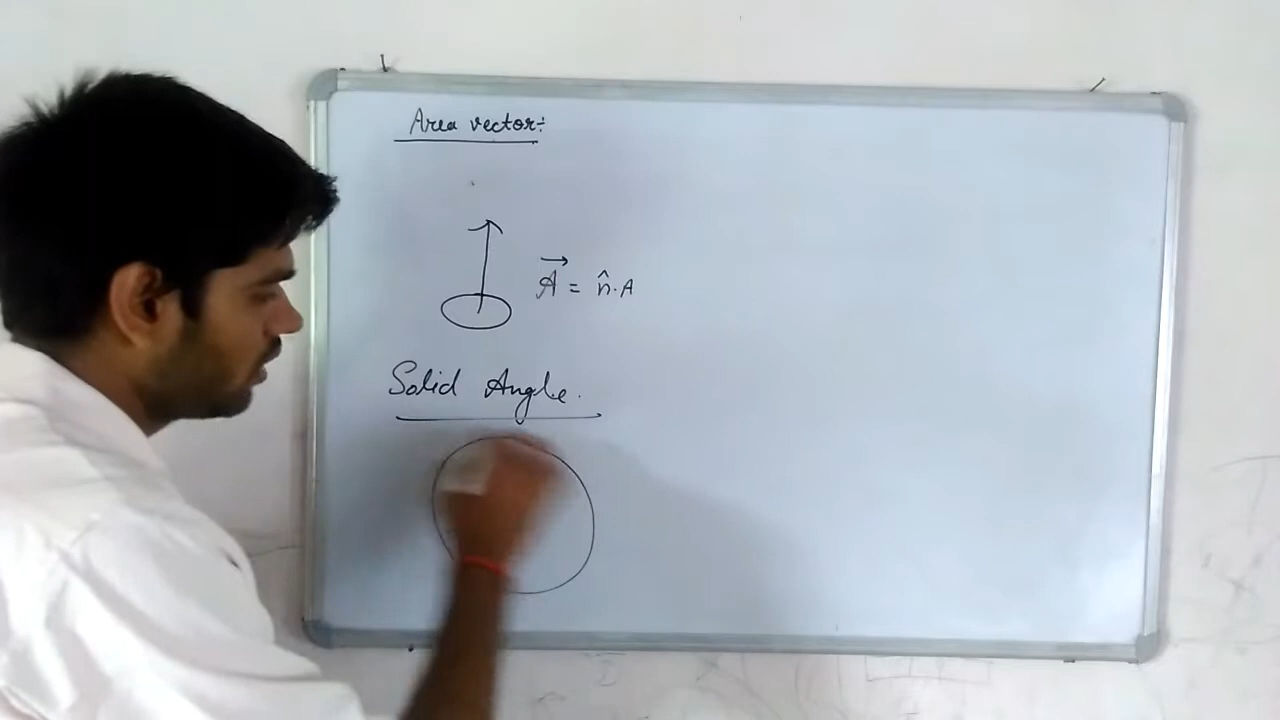 Area vector:
A⃗ = n̂.A
Solid Angle.